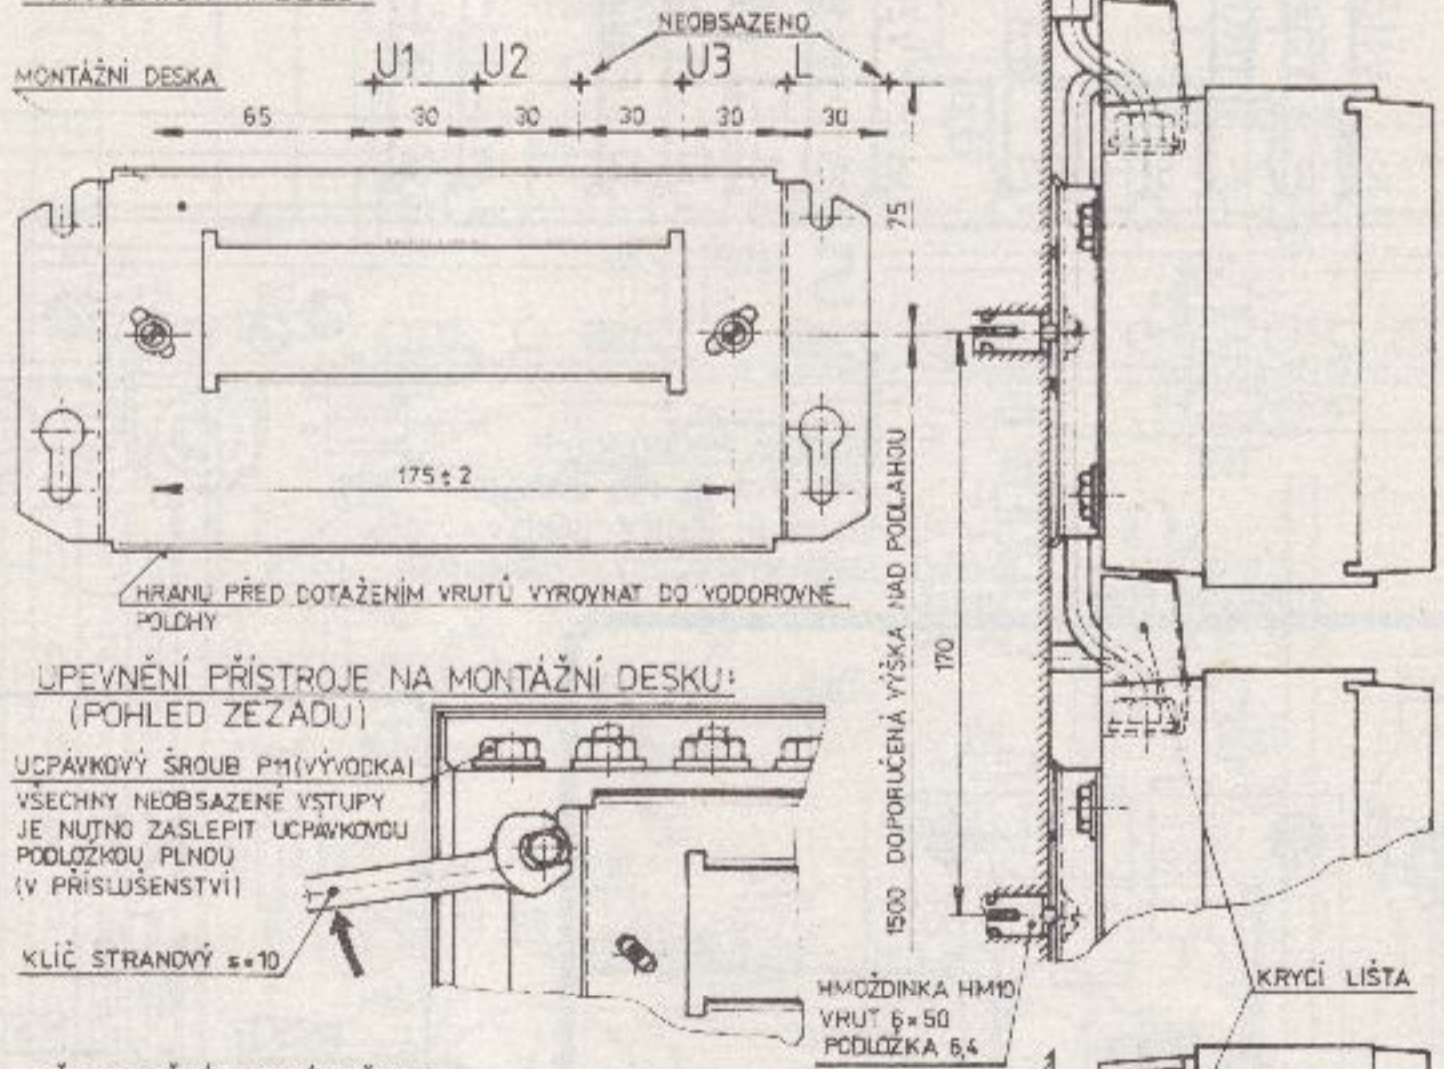 NEOBSAZENO
U1 U2 U3 L
MONTÁŽNÍ DESKA
65 30 30 30 30 30
75
175 ± 2
HRANU PŘED DOTAŽENÍM VRUTŮ VYROVNAT DO VODOROVNÉ
POLOHY
1500 DOPORUČENÁ VÝŠKA NAD PODLAHOU
170
UPEVNĚNÍ PŘÍSTROJE NA MONTÁŽNÍ DESKU:
(POHLED ZEZADU)
UCPÁVKOVÝ ŠROUB P11 (VÝVODKA)
VŠECHNY NEOBSAZENÉ VSTUPY
JE NUTNO ZASLEPIT UCPÁVKOVOU
PODLOŽKOU PLNOU
(V PŘÍSLUŠENSTVÍ)
KLÍČ STRANOVÝ s=10
HMOŽDINKA HM10
VRUT 6×50
PODLOŽKA 6,4
KRYCÍ LIŠTA